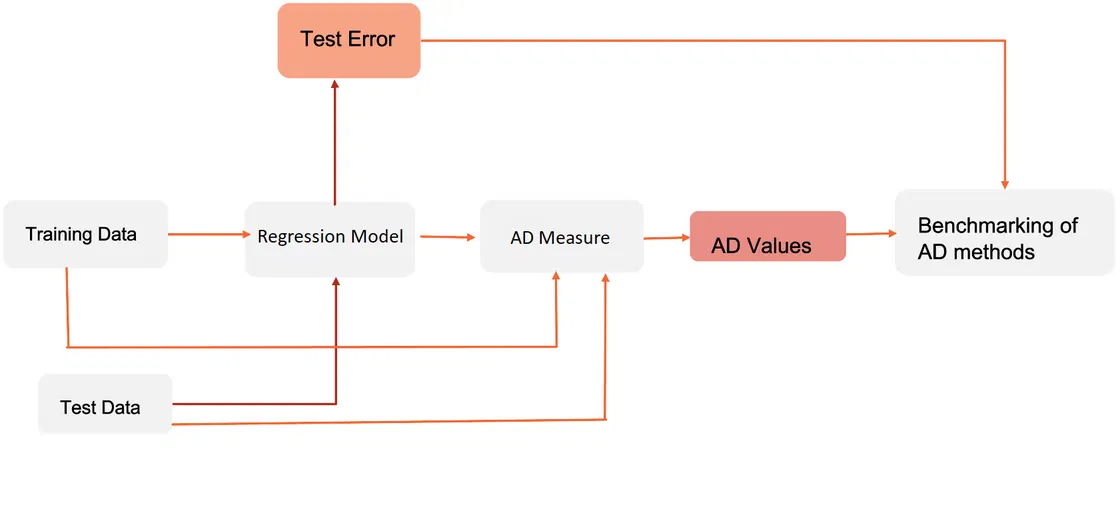 Test Error
Training Data
Regression Model
AD Measure
AD Values
Benchmarking of
AD methods
Test Data